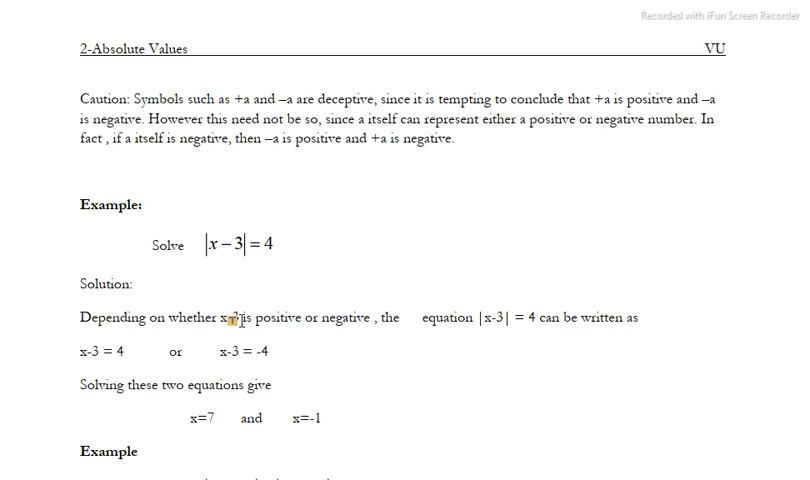 Recorded with iFun Screen Recorder
2-Absolute Values VU
Caution: Symbols such as +a and –a are deceptive, since it is tempting to conclude that +a is positive and –a
is negative. However this need not be so, since a itself can represent either a positive or negative number. In
fact , if a itself is negative, then –a is positive and +a is negative.
Example:
Solve |x − 3| = 4
Solution:
Depending on whether is positive or negative , the equation |x-3| = 4 can be written as
x-3 = 4 or x-3 = -4
Solving these two equations give
x=7 and x=-1
Example